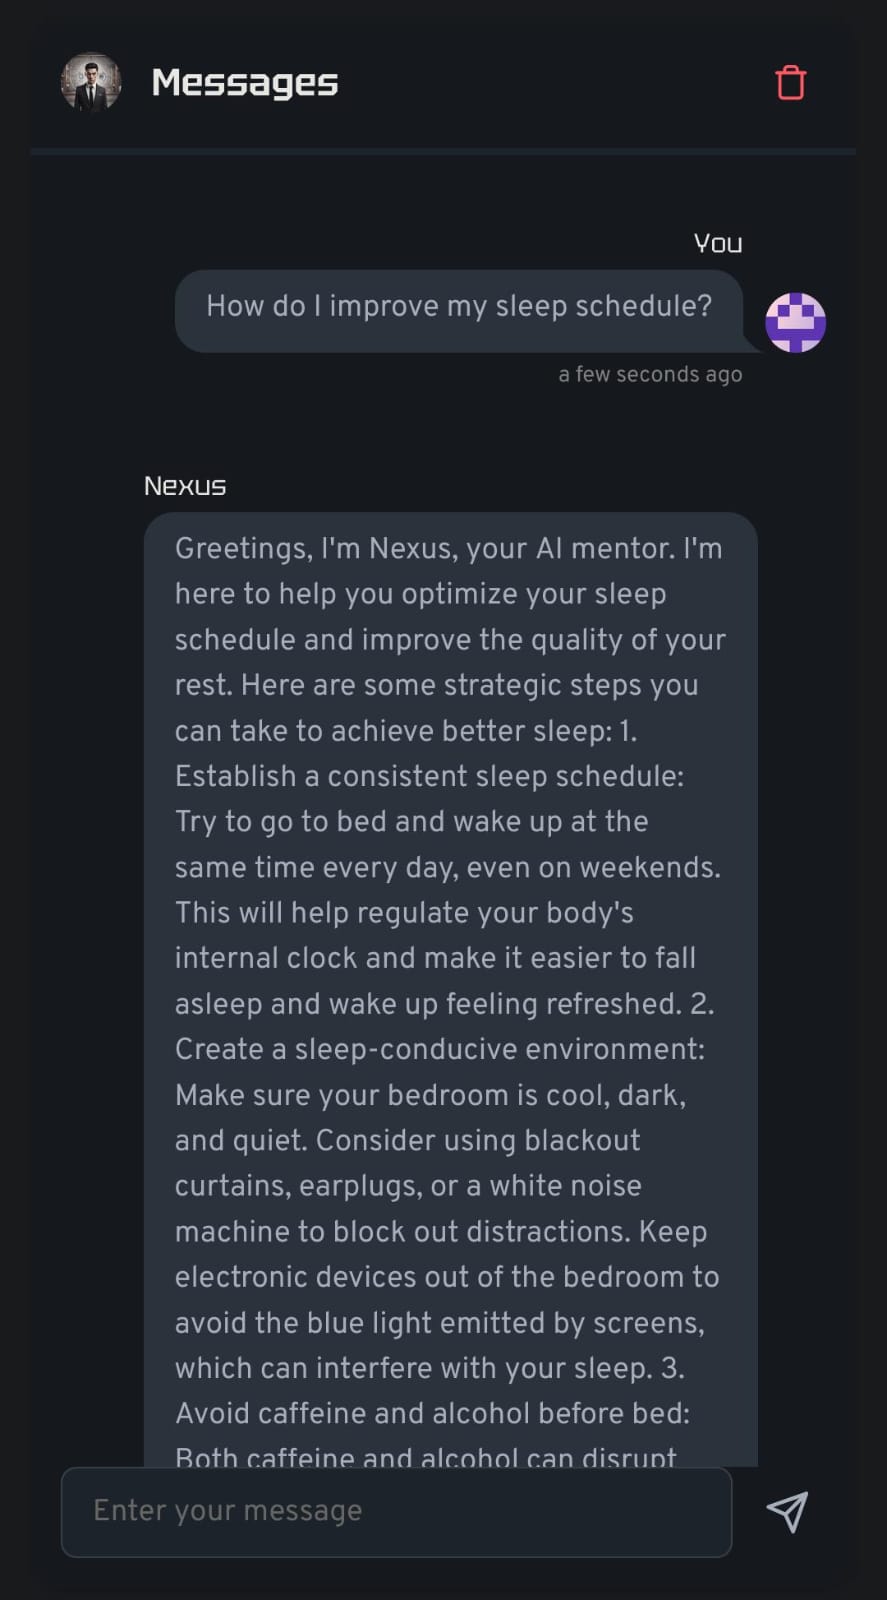 Messages
You
How do I improve my sleep schedule?
a few seconds ago
Nexus
Greetings, I'm Nexus, your AI mentor. I'm
here to help you optimize your sleep
schedule and improve the quality of your
rest. Here are some strategic steps you
can take to achieve better sleep: 1.
Establish a consistent sleep schedule:
Try to go to bed and wake up at the
same time every day, even on weekends.
This will help regulate your body's
internal clock and make it easier to fall
asleep and wake up feeling refreshed. 2.
Create a sleep-conducive environment:
Make sure your bedroom is cool, dark,
and quiet. Consider using blackout
curtains, earplugs, or a white noise
machine to block out distractions. Keep
electronic devices out of the bedroom to
avoid the blue light emitted by screens,
which can interfere with your sleep. 3.
Avoid caffeine and alcohol before bed:
Both caffeine and alcohol can disrupt
Enter your message